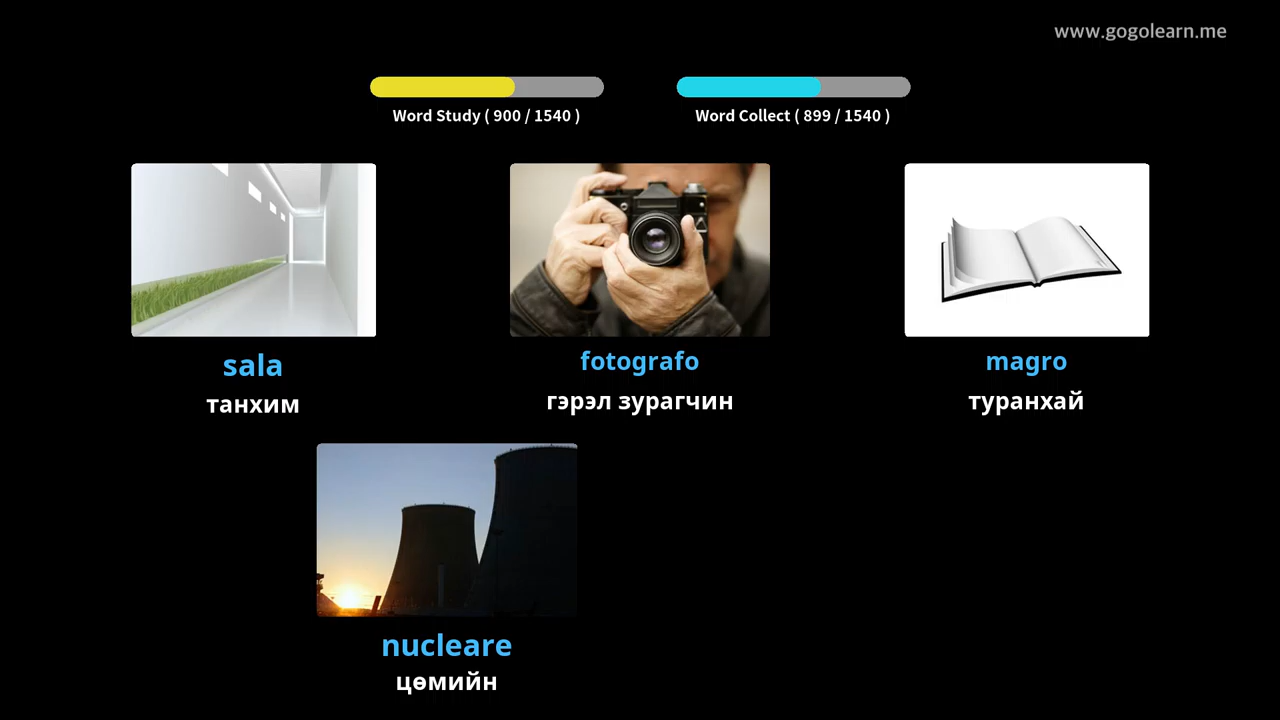 www.gogolearn.me
Word Study ( 900 / 1540 )
Word Collect ( 899 / 1540 )
sala
танхим
fotografo
гэрэл зурагчин
magro
туранхай
nucleare
цөмийн